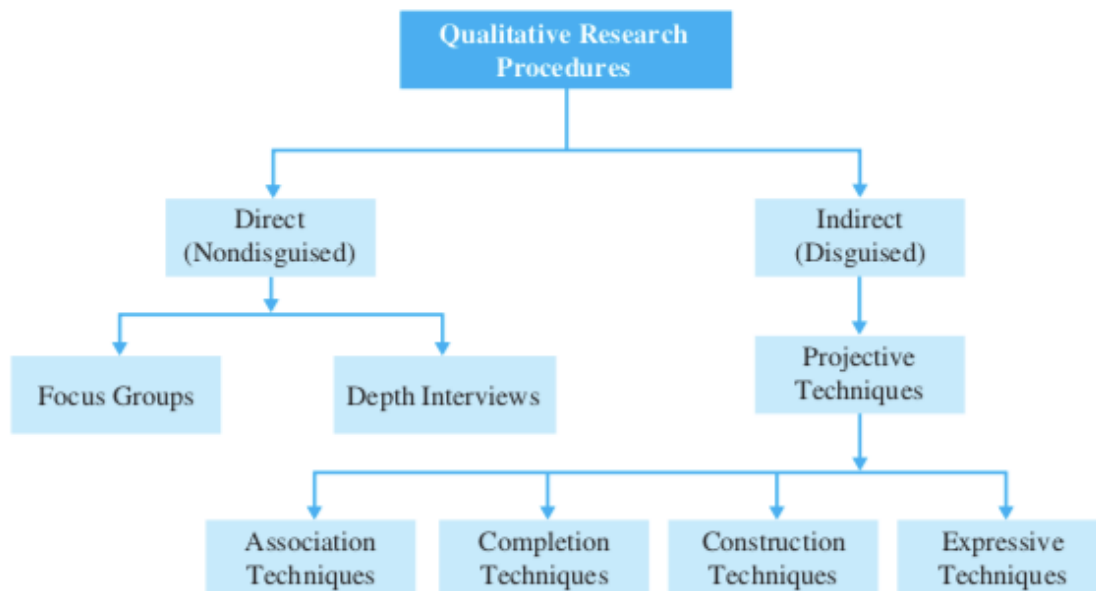 Qualitative Research
Procedures
Direct
(Nondisguised)
Indirect
(Disguised)
Focus Groups
Depth Interviews
Projective
Techniques
Association
Techniques
Completion
Techniques
Construction
Techniques
Expressive
Techniques